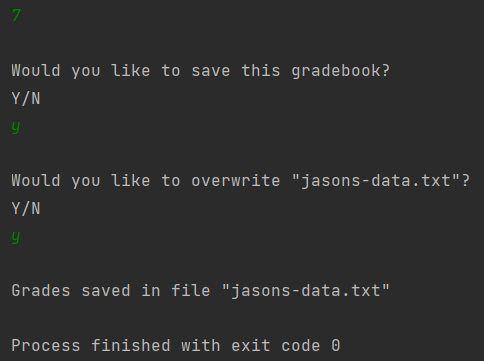 7
Would you like to save this gradebook?
Y/N
y
Would you like to overwrite "jasons-data.txt"?
Y/N
y
Grades saved in file "jasons-data.txt"
Process finished with exit code 0